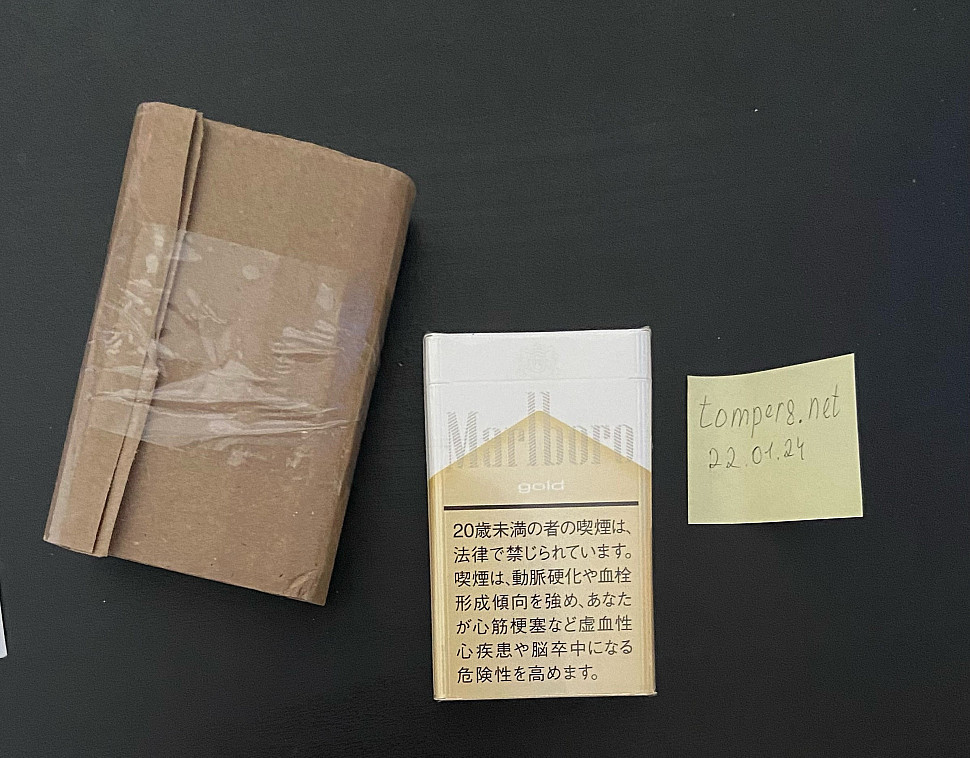 Marlboro
gold
20歳未満の者の喫煙は、
法律で禁じられています。
喫煙は、動脈硬化や血栓
形成傾向を強め、あなた
が心筋梗塞など虚血性
心疾患や脳卒中になる
危険性を高めます。
tompers.net
22.01.24